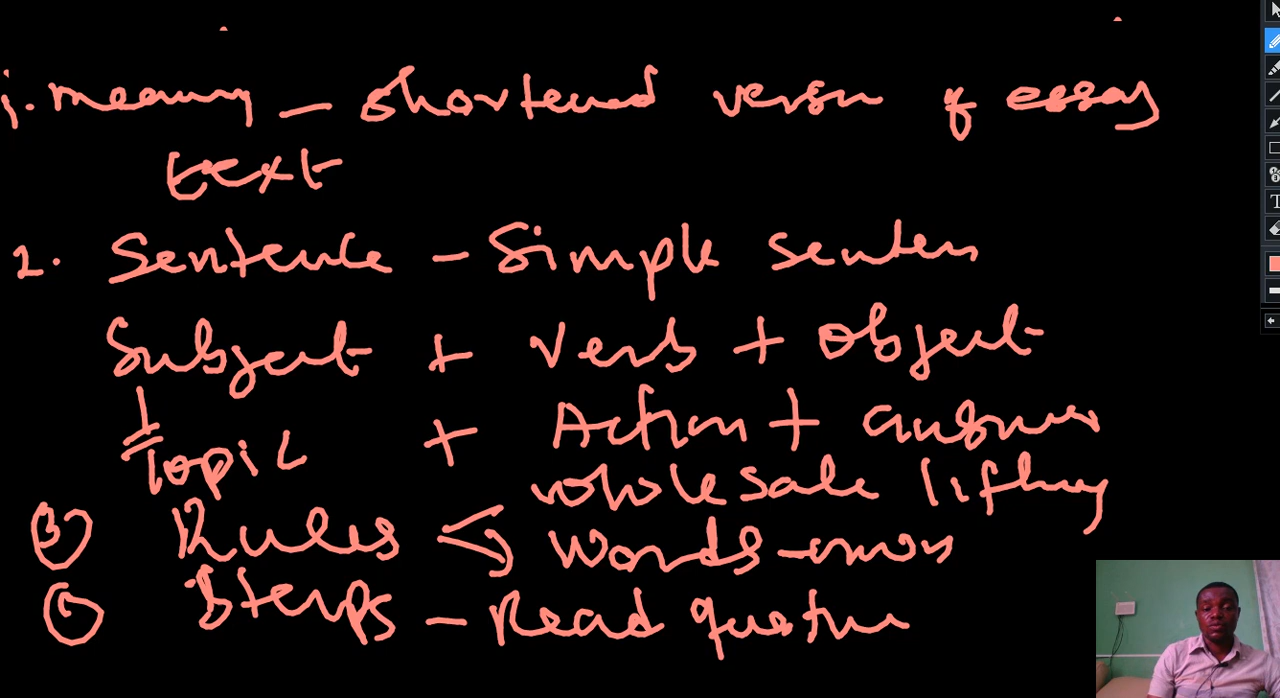 1. meaning - shortened version of essay
text
2. Sentence - Simple sentence
Subject + Verb + object
Topic + Action + answer
wholesale lifting
3 Rules < Words - errors
Steps - Read question